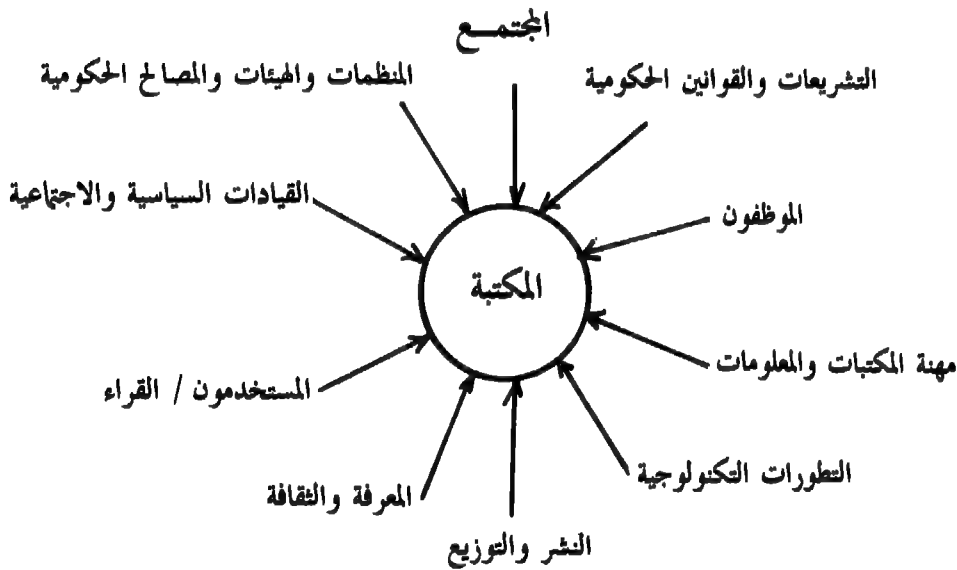 المجتمـــع
التشريعات والقوانين الحكومية
المنظمات والهيئات والمصالح الحكومية
القيادات السياسية والاجتماعية
الموظفون
المكتبة
مهنة المكتبات والمعلومات
المستخدمون / القراء
التطورات التكنولوجية
المعرفة والثقافة
النشر والتوزيع